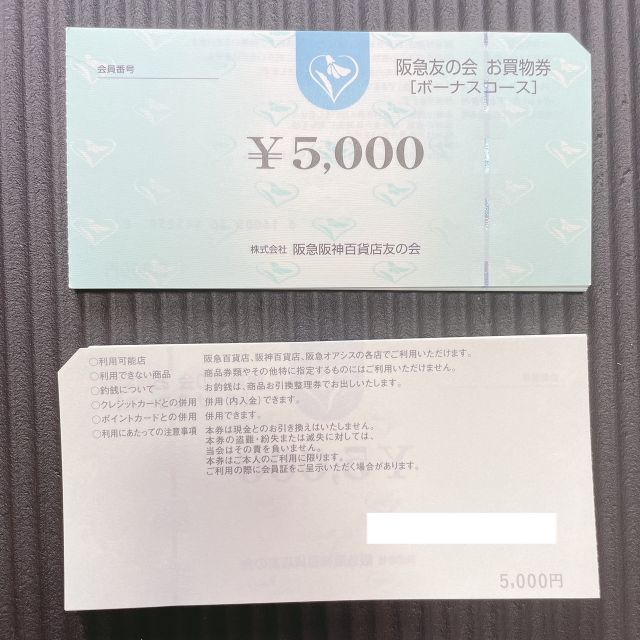 会員番号
阪急友の会 お買物券
[ボーナスコース]
￥5,000
株式会社 阪急阪神百貨店友の会
○利用可能店 阪急百貨店、阪神百貨店、阪急オアシスの各店でご利用いただけます。
○利用できない商品 商品券類やその他特に指定するものにはご利用いただけません。
○釣銭について お釣銭は、商品お引換整理券でお出しいたします。
○クレジットカードとの併用 併用(内入金)できます。
○ポイントカードとの併用 併用できます。
○利用にあたっての注意事項 本券は現金とのお引き換えはいたしません。
本券の盗難・紛失または滅失に対しては、
当会はその責を負いません。
本券はご本人のご利用に限ります。
ご利用の際に会員証をご呈示いただく場合があります。
5,000円